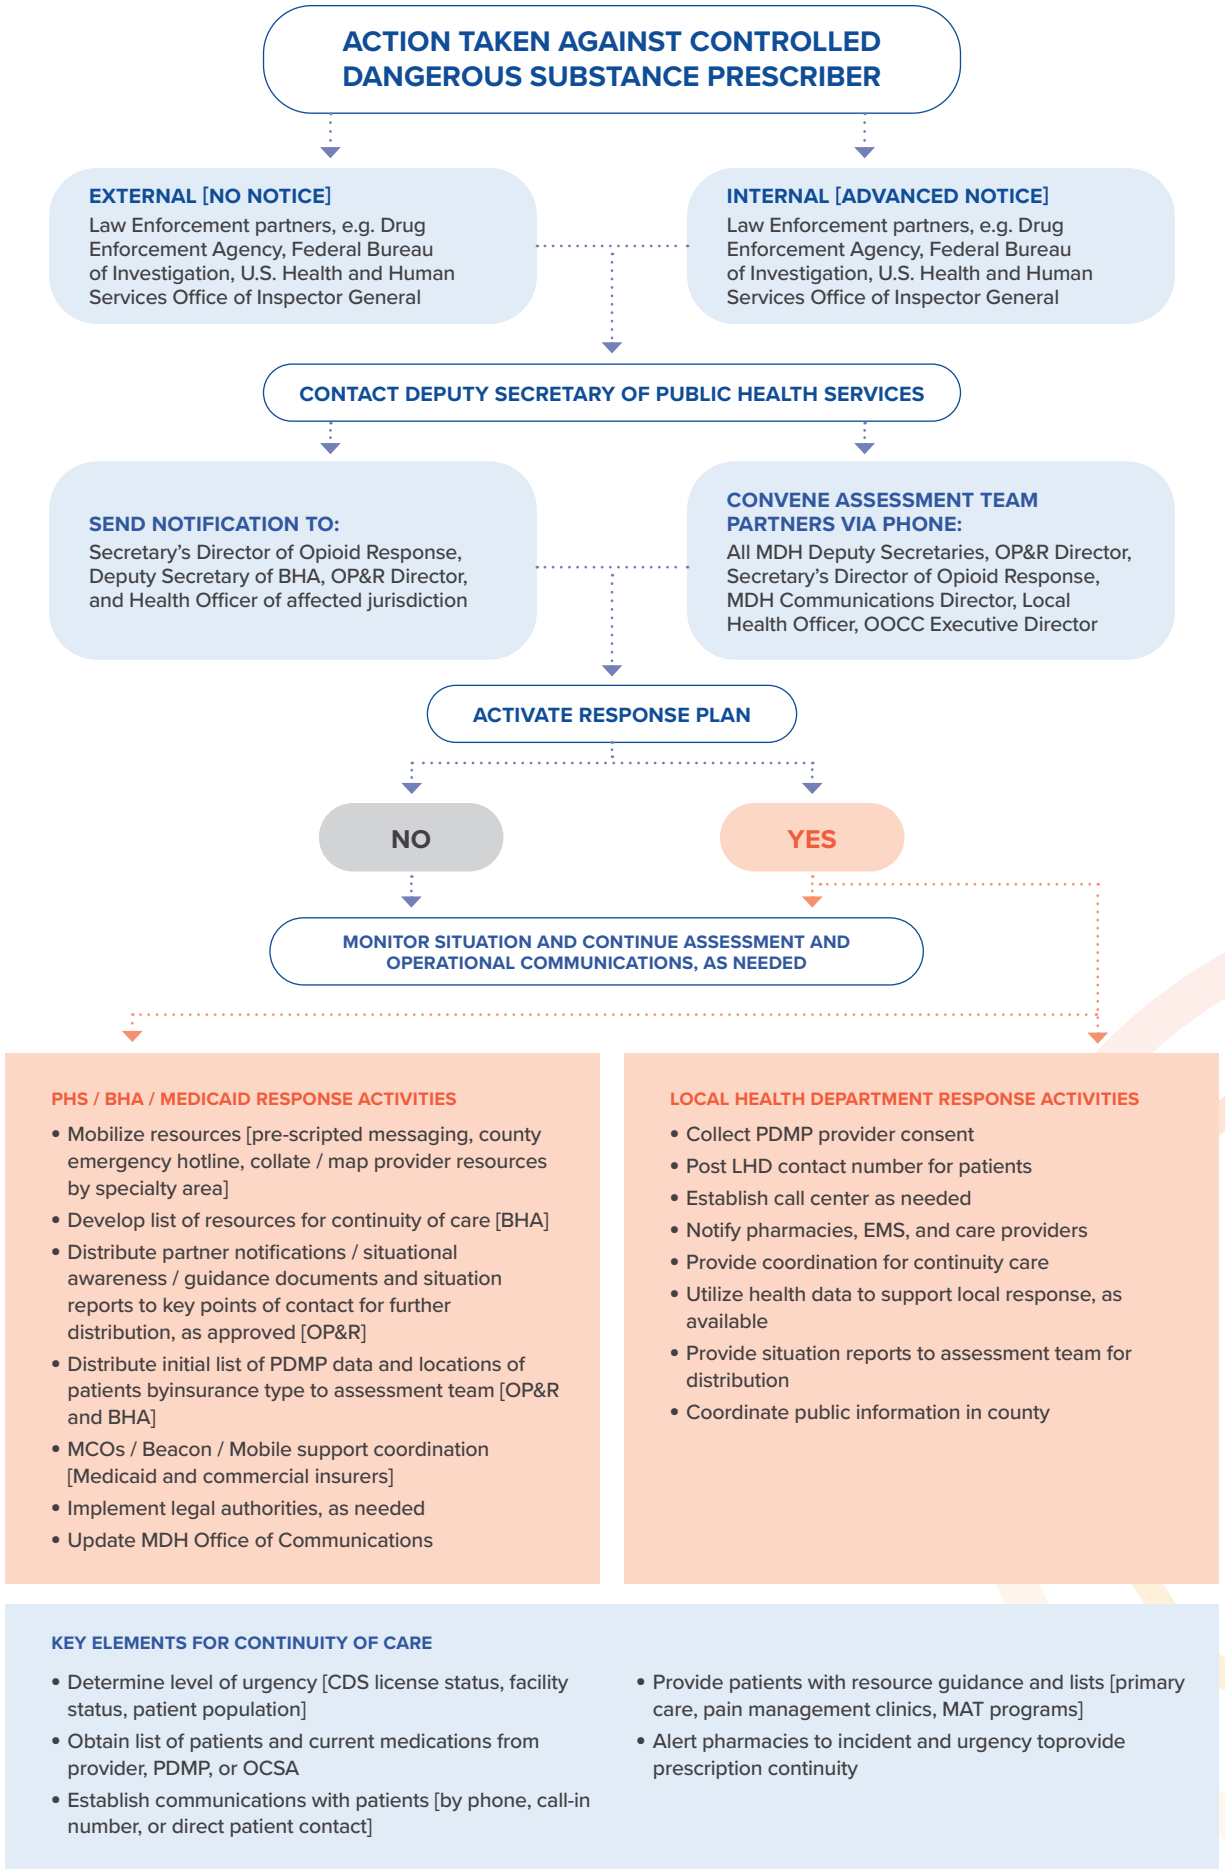 ACTION TAKEN AGAINST CONTROLLED
DANGEROUS SUBSTANCE PRESCRIBER
EXTERNAL [NO NOTICE]
Law Enforcement partners, e.g. Drug
Enforcement Agency, Federal Bureau
of Investigation, U.S. Health and Human
Services Office of Inspector General
INTERNAL [ADVANCED NOTICE]
Law Enforcement partners, e.g. Drug
Enforcement Agency, Federal Bureau
of Investigation, U.S. Health and Human
Services Office of Inspector General
CONTACT DEPUTY SECRETARY OF PUBLIC HEALTH SERVICES
SEND NOTIFICATION TO:
Secretary’s Director of Opioid Response,
Deputy Secretary of BHA, OP&R Director,
and Health Officer of affected jurisdiction
CONVENE ASSESSMENT TEAM
PARTNERS VIA PHONE:
All MDH Deputy Secretaries, OP&R Director,
Secretary’s Director of Opioid Response,
MDH Communications Director, Local
Health Officer, OOCC Executive Director
ACTIVATE RESPONSE PLAN
NO
YES
MONITOR SITUATION AND CONTINUE ASSESSMENT AND
OPERATIONAL COMMUNICATIONS, AS NEEDED
PHS / BHA / MEDICAID RESPONSE ACTIVITIES
• Mobilize resources [pre-scripted messaging, county
emergency hotline, collate / map provider resources
by specialty area]
• Develop list of resources for continuity of care [BHA]
• Distribute partner notifications / situational
awareness / guidance documents and situation
reports to key points of contact for further
distribution, as approved [OP&R]
• Distribute initial list of PDMP data and locations of
patients byinsurance type to assessment team [OP&R
and BHA]
• MCOs / Beacon / Mobile support coordination
[Medicaid and commercial insurers]
• Implement legal authorities, as needed
• Update MDH Office of Communications
LOCAL HEALTH DEPARTMENT RESPONSE ACTIVITIES
• Collect PDMP provider consent
• Post LHD contact number for patients
• Establish call center as needed
• Notify pharmacies, EMS, and care providers
• Provide coordination for continuity care
• Utilize health data to support local response, as
available
• Provide situation reports to assessment team for
distribution
• Coordinate public information in county
KEY ELEMENTS FOR CONTINUITY OF CARE
• Determine level of urgency [CDS license status, facility
status, patient population]
• Obtain list of patients and current medications from
provider, PDMP, or OCSA
• Establish communications with patients [by phone, call-in
number, or direct patient contact]
• Provide patients with resource guidance and lists [primary
care, pain management clinics, MAT programs]
• Alert pharmacies to incident and urgency toprovide
prescription continuity